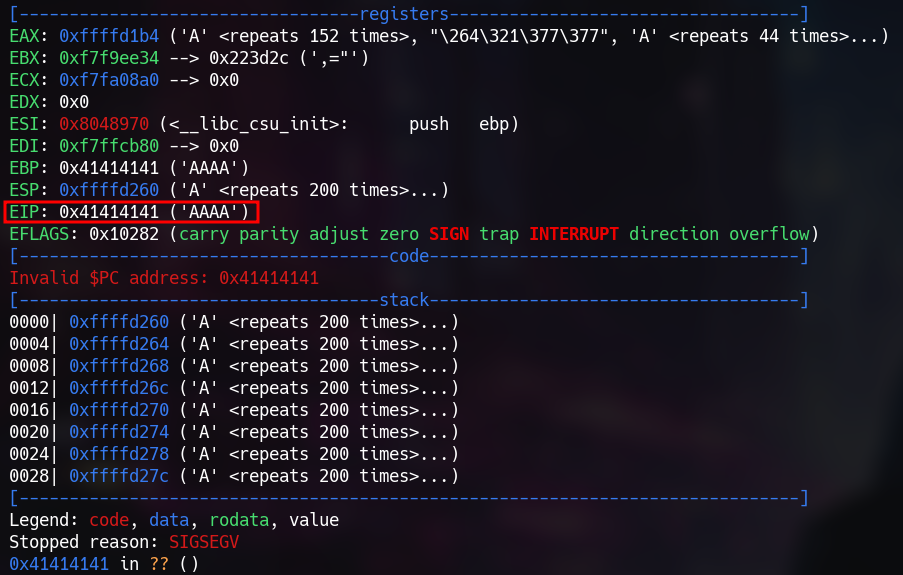 [----------------------------------registers-----------------------------------]
EAX: 0xffffd1b4 ('A' <repeats 152 times>, "\264\321\377\377", 'A' <repeats 44 times>...)
EBX: 0xf7f9ee34 --> 0x223d2c (',="')
ECX: 0xf7fa08a0 --> 0x0
EDX: 0x0
ESI: 0x8048970 (<__libc_csu_init>:      push   ebp)
EDI: 0xf7ffcb80 --> 0x0
EBP: 0x41414141 ('AAAA')
ESP: 0xffffd260 ('A' <repeats 200 times>...)
EIP: 0x41414141 ('AAAA')
EFLAGS: 0x10282 (carry parity adjust zero SIGN trap INTERRUPT direction overflow)
[-------------------------------------code-------------------------------------]
Invalid $PC address: 0x41414141
[------------------------------------stack-------------------------------------]
0000| 0xffffd260 ('A' <repeats 200 times>...)
0004| 0xffffd264 ('A' <repeats 200 times>...)
0008| 0xffffd268 ('A' <repeats 200 times>...)
0012| 0xffffd26c ('A' <repeats 200 times>...)
0016| 0xffffd270 ('A' <repeats 200 times>...)
0020| 0xffffd274 ('A' <repeats 200 times>...)
0024| 0xffffd278 ('A' <repeats 200 times>...)
0028| 0xffffd27c ('A' <repeats 200 times>...)
[------------------------------------------------------------------------------]
Legend: code, data, rodata, value
Stopped reason: SIGSEGV
0x41414141 in ?? ()